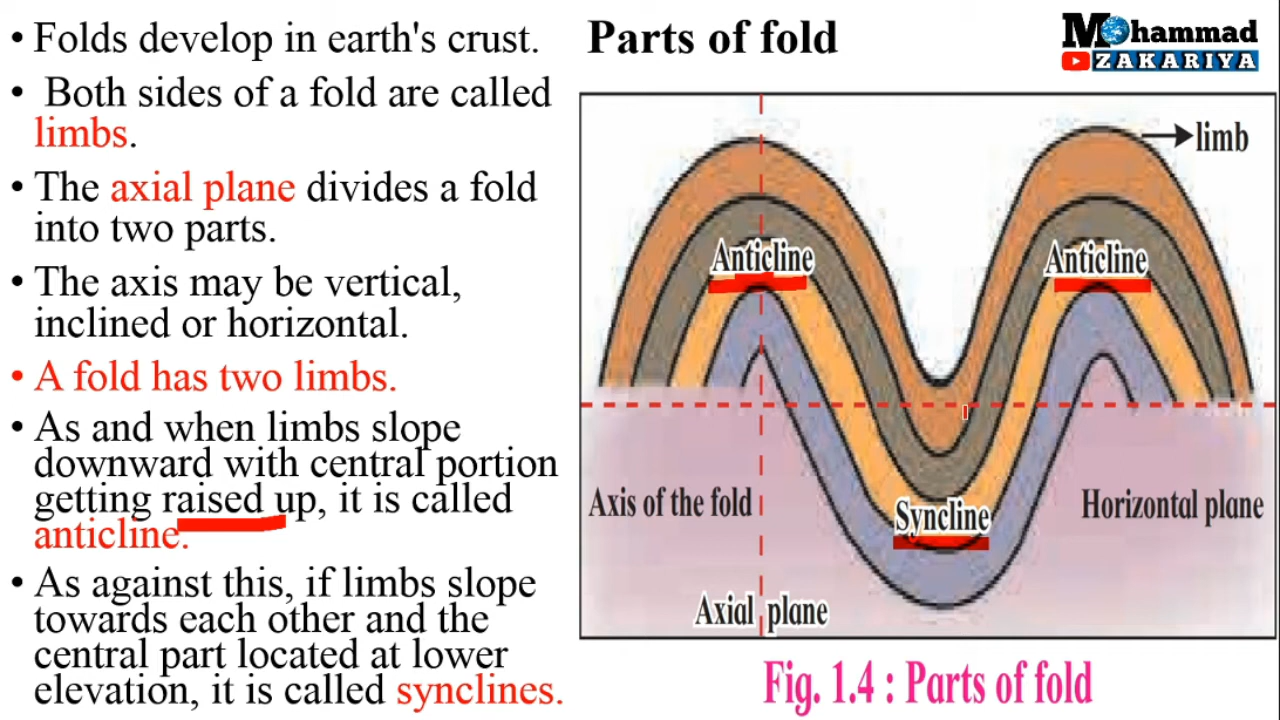 • Folds develop in earth's crust.
• Both sides of a fold are called
limbs.
• The axial plane divides a fold
into two parts.
• The axis may be vertical,
inclined or horizontal.
• A fold has two limbs.
• As and when limbs slope
downward with central portion
getting raised up, it is called
anticline.
• As against this, if limbs slope
towards each other and the
central part located at lower
elevation, it is called synclines.
Parts of fold
Mohammad
ZAKARIYA
limb
Anticline
Anticline
Axis of the fold
Syncline
Horizontal plane
Axial plane
Fig. 1.4 : Parts of fold